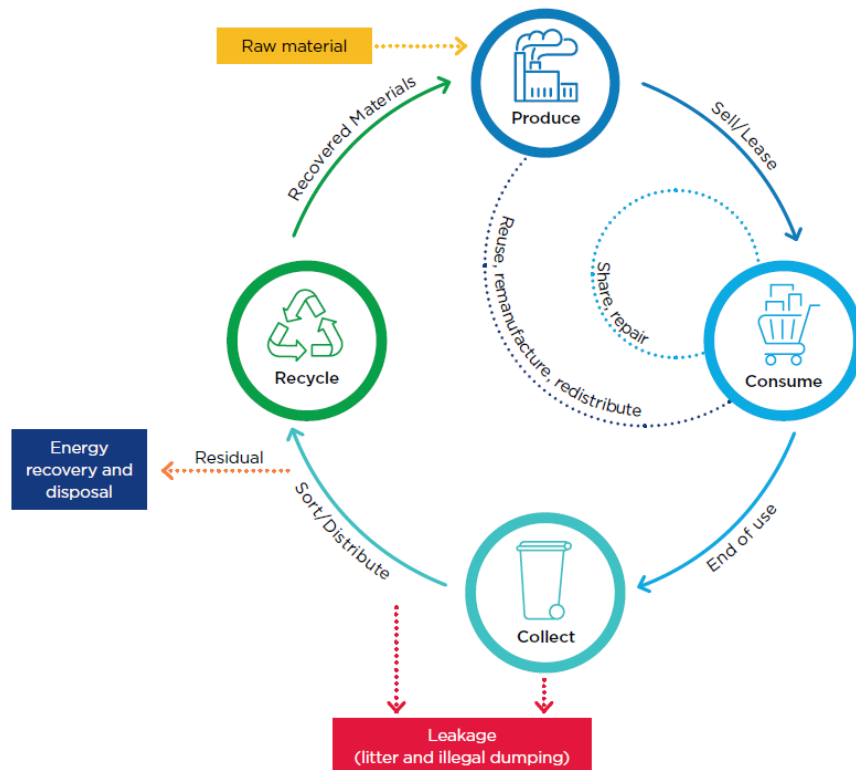 Raw material
Produce
Recovered Materials
Sell/Lease
Reuse, remanufacture, redistribute
Share, repair
Recycle
Consume
Energy
recovery and
disposal
Residual
Sort/Distribute
End of use
Collect
Leakage
(litter and illegal dumping)